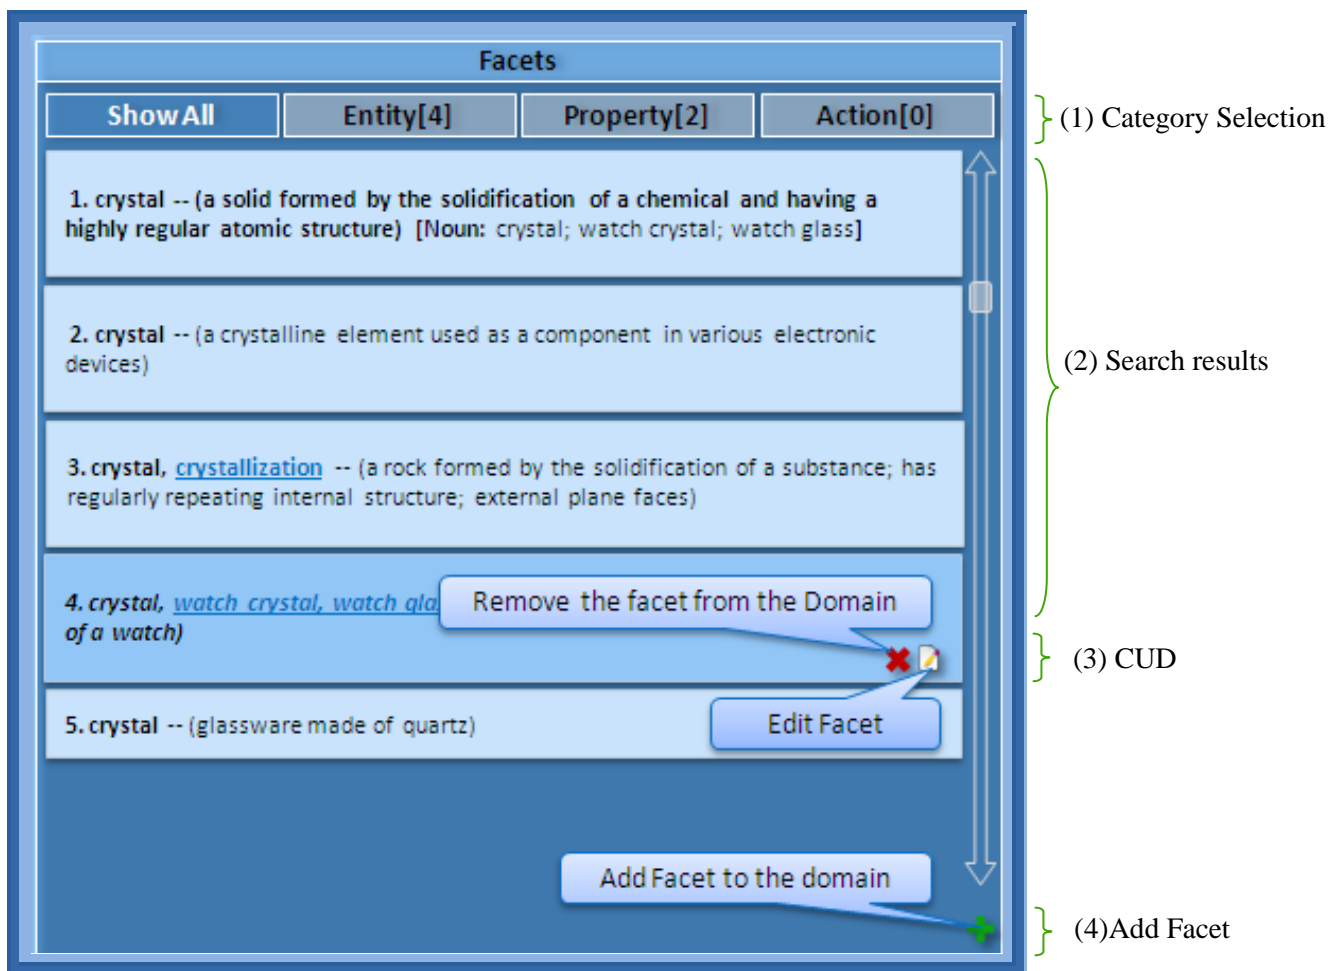 Facets
Show All Entity[4] Property[2] Action[0]
(1) Category Selection
1. crystal -- (a solid formed by the solidification of a chemical and having a
highly regular atomic structure) [Noun: crystal; watch crystal; watch glass]
2. crystal -- (a crystalline element used as a component in various electronic
devices)
(2) Search results
3. crystal, crystallization -- (a rock formed by the solidification of a substance; has
regularly repeating internal structure; external plane faces)
4. crystal, watch crystal, watch
of a watch)
Remove the facet from the Domain
(3) CUD
Edit Facet
5. crystal -- (glassware made of quartz)
Add Facet to the domain
(4)Add Facet